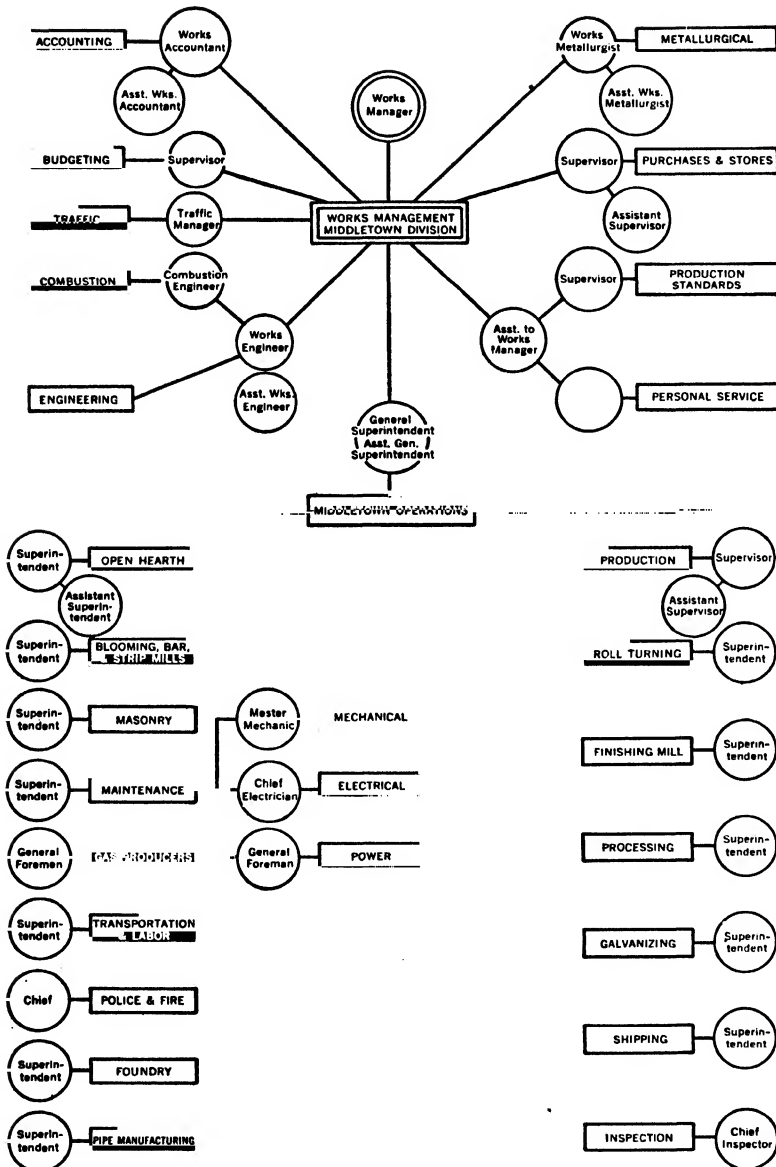 ACCOUNTING
Works
Accountant
Asst. Wks.
Accountant
Works
Manager
Works
Metallurgist
METALLURGICAL
Asst. Wks.
Metallurgist
BUDGETING
Supervisor
Supervisor
PURCHASES & STORES
Assistant
Supervisor
TRAFFIC
Traffic
Manager
WORKS MANAGEMENT
MIDDLETOWN DIVISION
COMBUSTION
Combustion
Engineer
Supervisor
PRODUCTION
STANDARDS
Works
Engineer
Asst. to
Works
Manager
ENGINEERING
Asst. Wks.
Engineer
PERSONAL SERVICE
General
Superintendent
Asst. Gen.
Superintendent
MIDDLETOWN OPERATIONS
Superin-
tendent
OPEN HEARTH
Assistant
Superin-
tendent
PRODUCTION
Supervisor
Assistant
Supervisor
Superin-
tendent
BLOOMING, BAR,
& STRIP MILLS
ROLL TURNING
Superin-
tendent
Superin-
tendent
MASONRY
Master
Mechanic
MECHANICAL
FINISHING MILL
Superin-
tendent
Superin-
tendent
MAINTENANCE
Chief
Electrician
ELECTRICAL
General
Foremen
GAS PRODUCERS
General
Foreman
POWER
PROCESSING
Superin-
tendent
Superin-
tendent
TRANSPORTATION
& LABOR
GALVANIZING
Superin-
tendent
Chief
POLICE & FIRE
Superin-
tendent
FOUNDRY
SHIPPING
Superin-
tendent
Superin-
tendent
PIPE MANUFACTURING
INSPECTION
Chief
Inspector